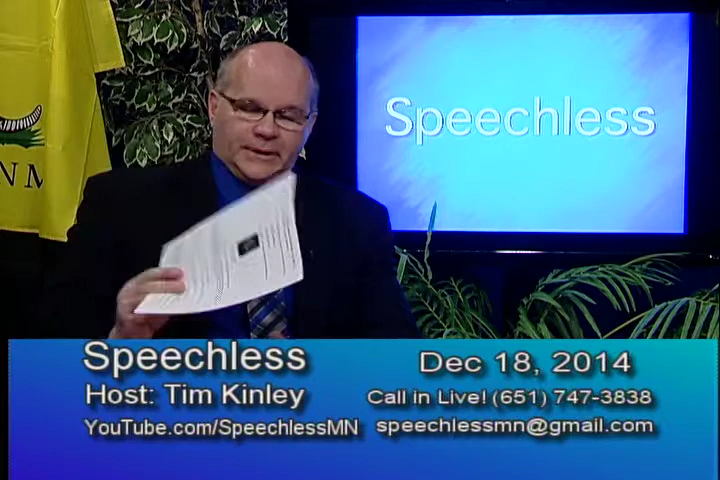 Speechless
NM
Speechless
Host: Tim Kinley
YouTube.com/SpeechlessMN
Dec 18, 2014
Call in Live! (651) 747-3838
speechlessmn@gmail.com